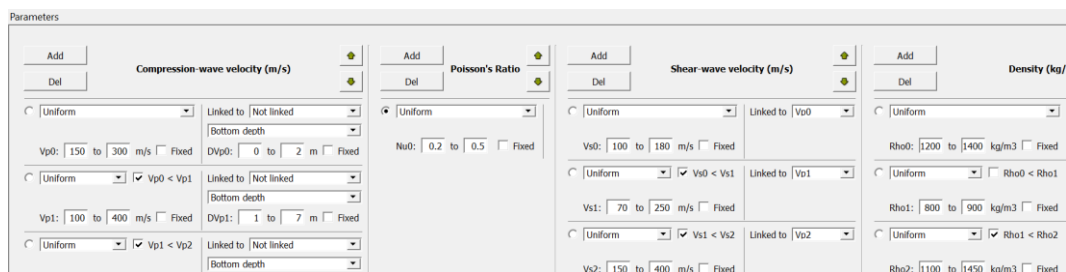 Parameters
Add Add Add Add
Compression-wave velocity (m/s) Poisson's Ratio Shear-wave velocity (m/s) Density (kg/
Del Del Del Del
Uniform Linked to Not linked Uniform Uniform Linked to Vp0 Uniform
Bottom depth
Vp0: 150 to 300 m/s Fixed DVp0: 0 to 2 m Fixed Nu0: 0.2 to 0.5 Fixed Vs0: 100 to 180 m/s Fixed Rho0: 1200 to 1400 kg/m3 Fixed
Uniform Vp0 < Vp1 Linked to Not linked Uniform Vs0 < Vs1 Linked to Vp1 Uniform Rho0 < Rho1
Bottom depth
Vp1: 100 to 400 m/s Fixed DVp1: 1 to 7 m Fixed Vs1: 70 to 250 m/s Fixed Rho1: 800 to 900 kg/m3 Fixed
Uniform Vp1 < Vp2 Linked to Not linked Uniform Vs1 < Vs2 Linked to Vp2 Uniform Rho1 < Rho2
Bottom depth
Vs2: 150 to 400 m/s Fixed Rho2: 1100 to 1450 kg/m3 Fixed